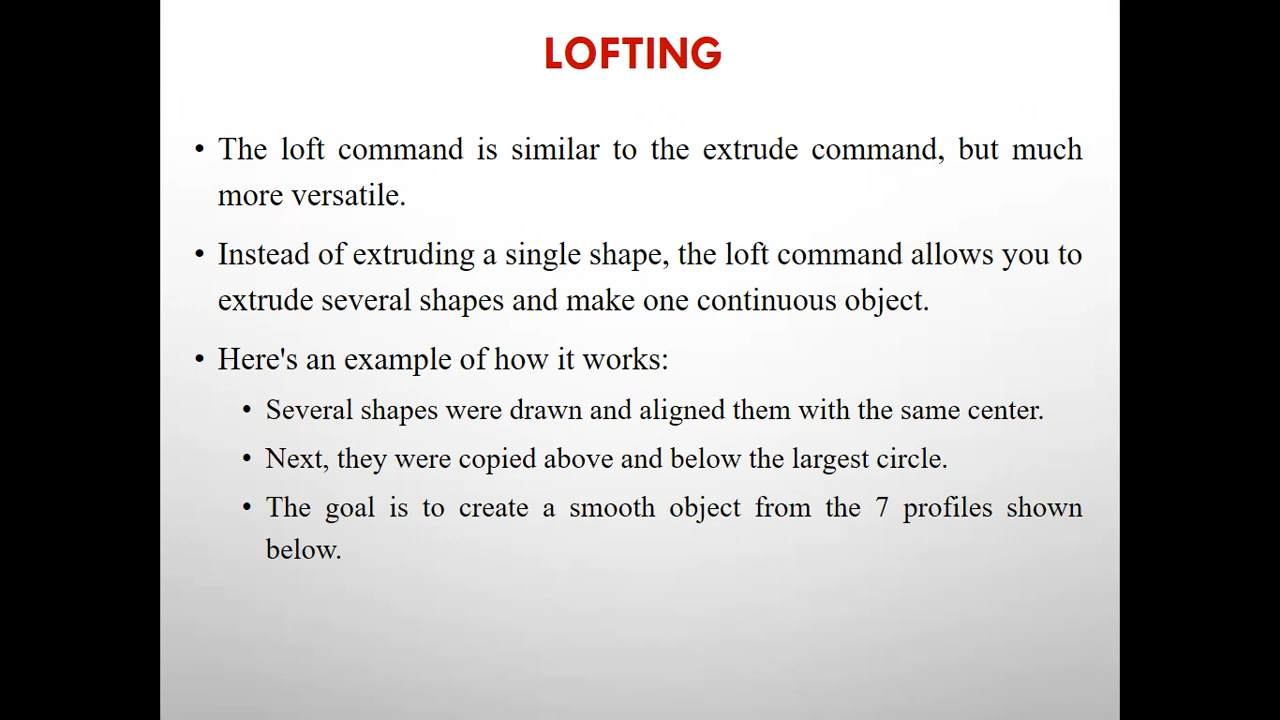 LOFTING
• The loft command is similar to the extrude command, but much
more versatile.
• Instead of extruding a single shape, the loft command allows you to
extrude several shapes and make one continuous object.
• Here's an example of how it works:
• Several shapes were drawn and aligned them with the same center.
• Next, they were copied above and below the largest circle.
• The goal is to create a smooth object from the 7 profiles shown
below.